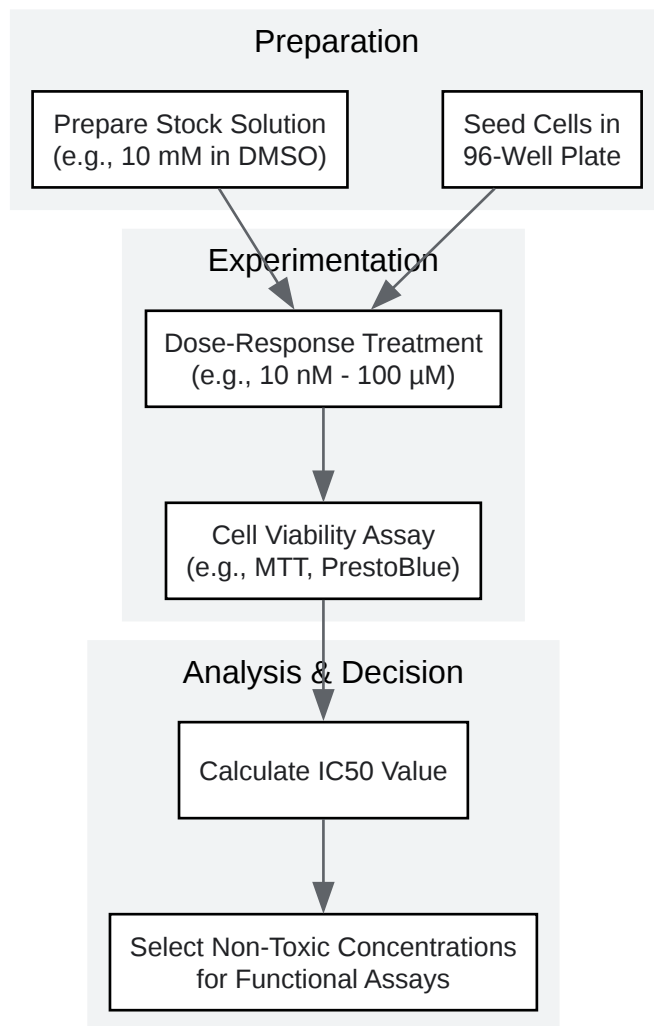 Preparation
Prepare Stock Solution
(e.g., 10 mM in DMSO)
Seed Cells in
96-Well Plate
Experimentation
Dose-Response Treatment
(e.g., 10 nM - 100 µM)
Cell Viability Assay
(e.g., MTT, PrestoBlue)
Analysis & Decision
Calculate IC50 Value
Select Non-Toxic Concentrations
for Functional Assays